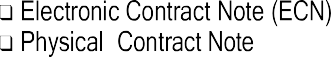 ❏ Electronic Contract Note (ECN)
❏ Physical Contract Note